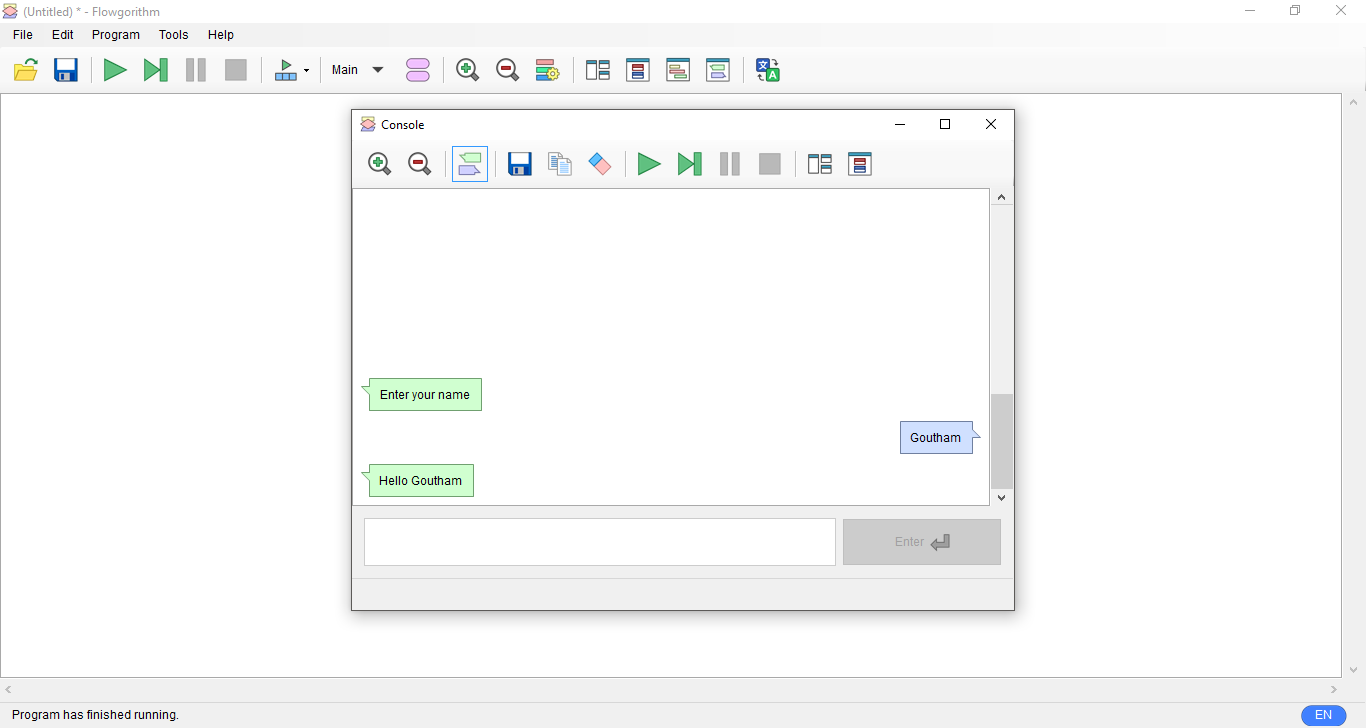 (Untitled) * - Flowgorithm
File Edit Program Tools Help
Main
文 A
Console
Enter your name
Goutham
Hello Goutham
Enter
Program has finished running.
EN